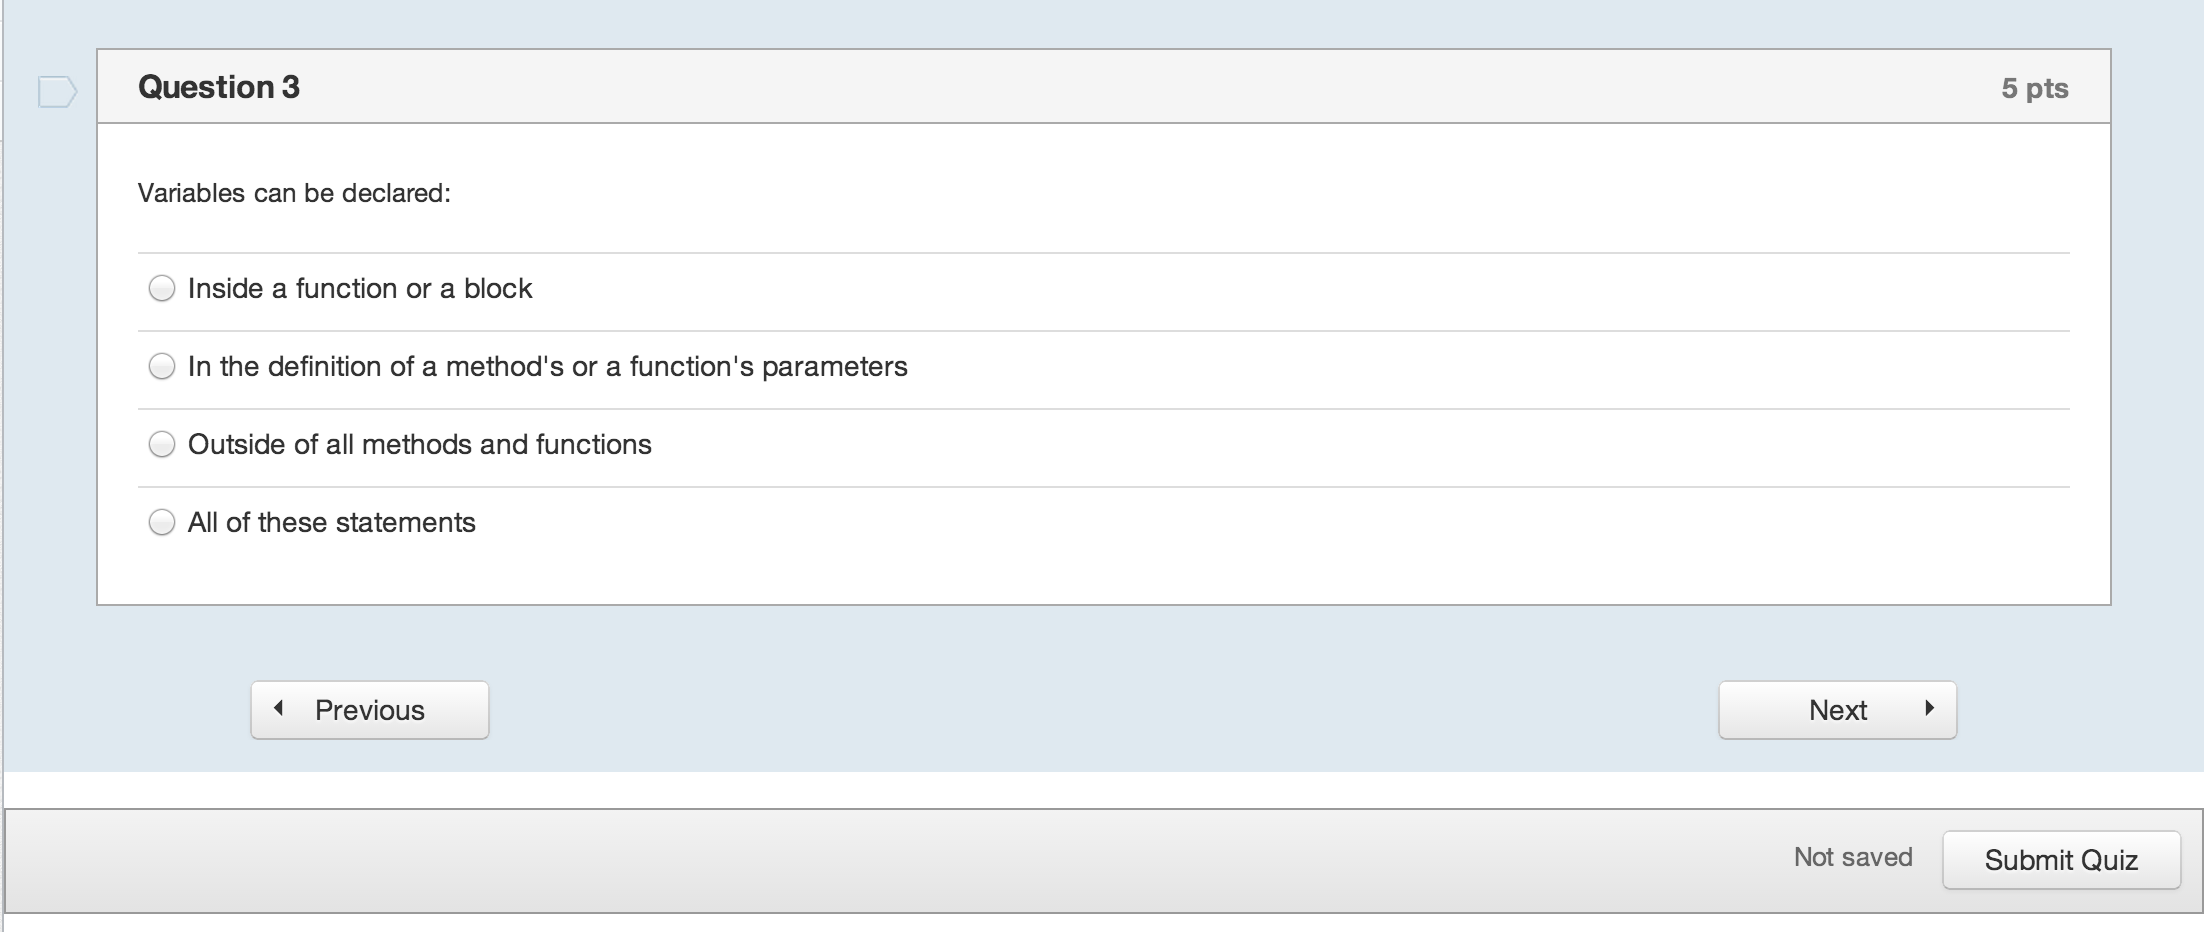 Question 3
5 pts
Variables can be declared:
Inside a function or a block
In the definition of a method's or a function's parameters
Outside of all methods and functions
All of these statements
Previous
Next
Not saved
Submit Quiz